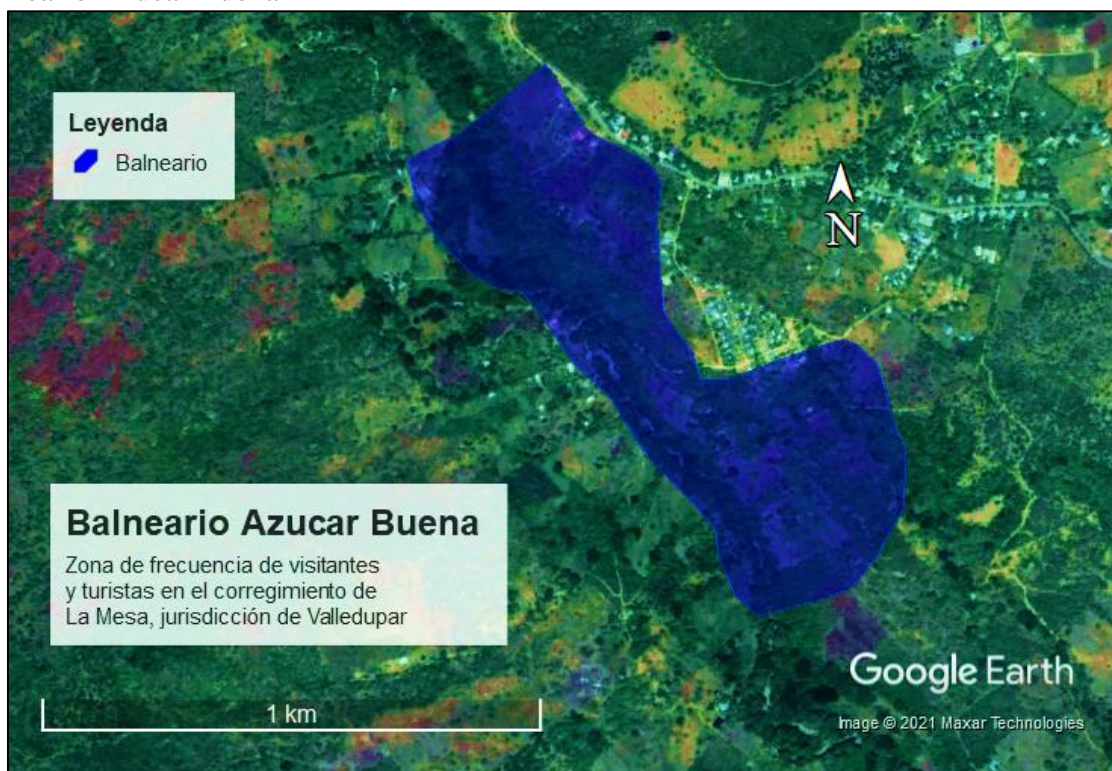 Leyenda
Balneario
N
Balneario Azucar Buena
Zona de frecuencia de visitantes
y turistas en el corregimiento de
La Mesa, jurisdicción de Valledupar
Google Earth
1 km
Image © 2021 Maxar Technologies